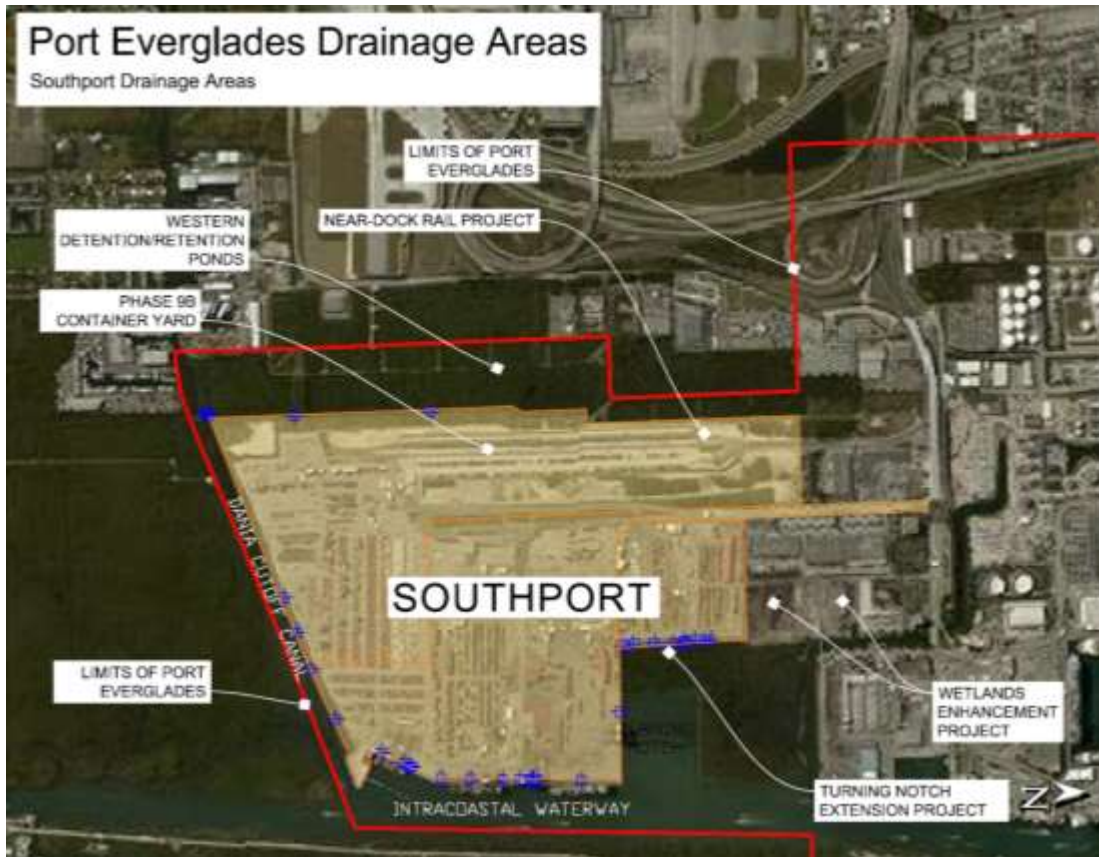 Port Everglades Drainage Areas
Southport Drainage Areas
LIMITS OF PORT
EVERGLADES
NEAR-DOCK RAIL PROJECT
WESTERN
DETENTION/RETENTION
PONDS
PHASE 9B
CONTAINER YARD
DANIA CUTOFF CANAL
SOUTHPORT
LIMITS OF PORT
EVERGLADES
WETLANDS
ENHANCEMENT
PROJECT
TURNING NOTCH
EXTENSION PROJECT
INTRACOASTAL WATERWAY
N